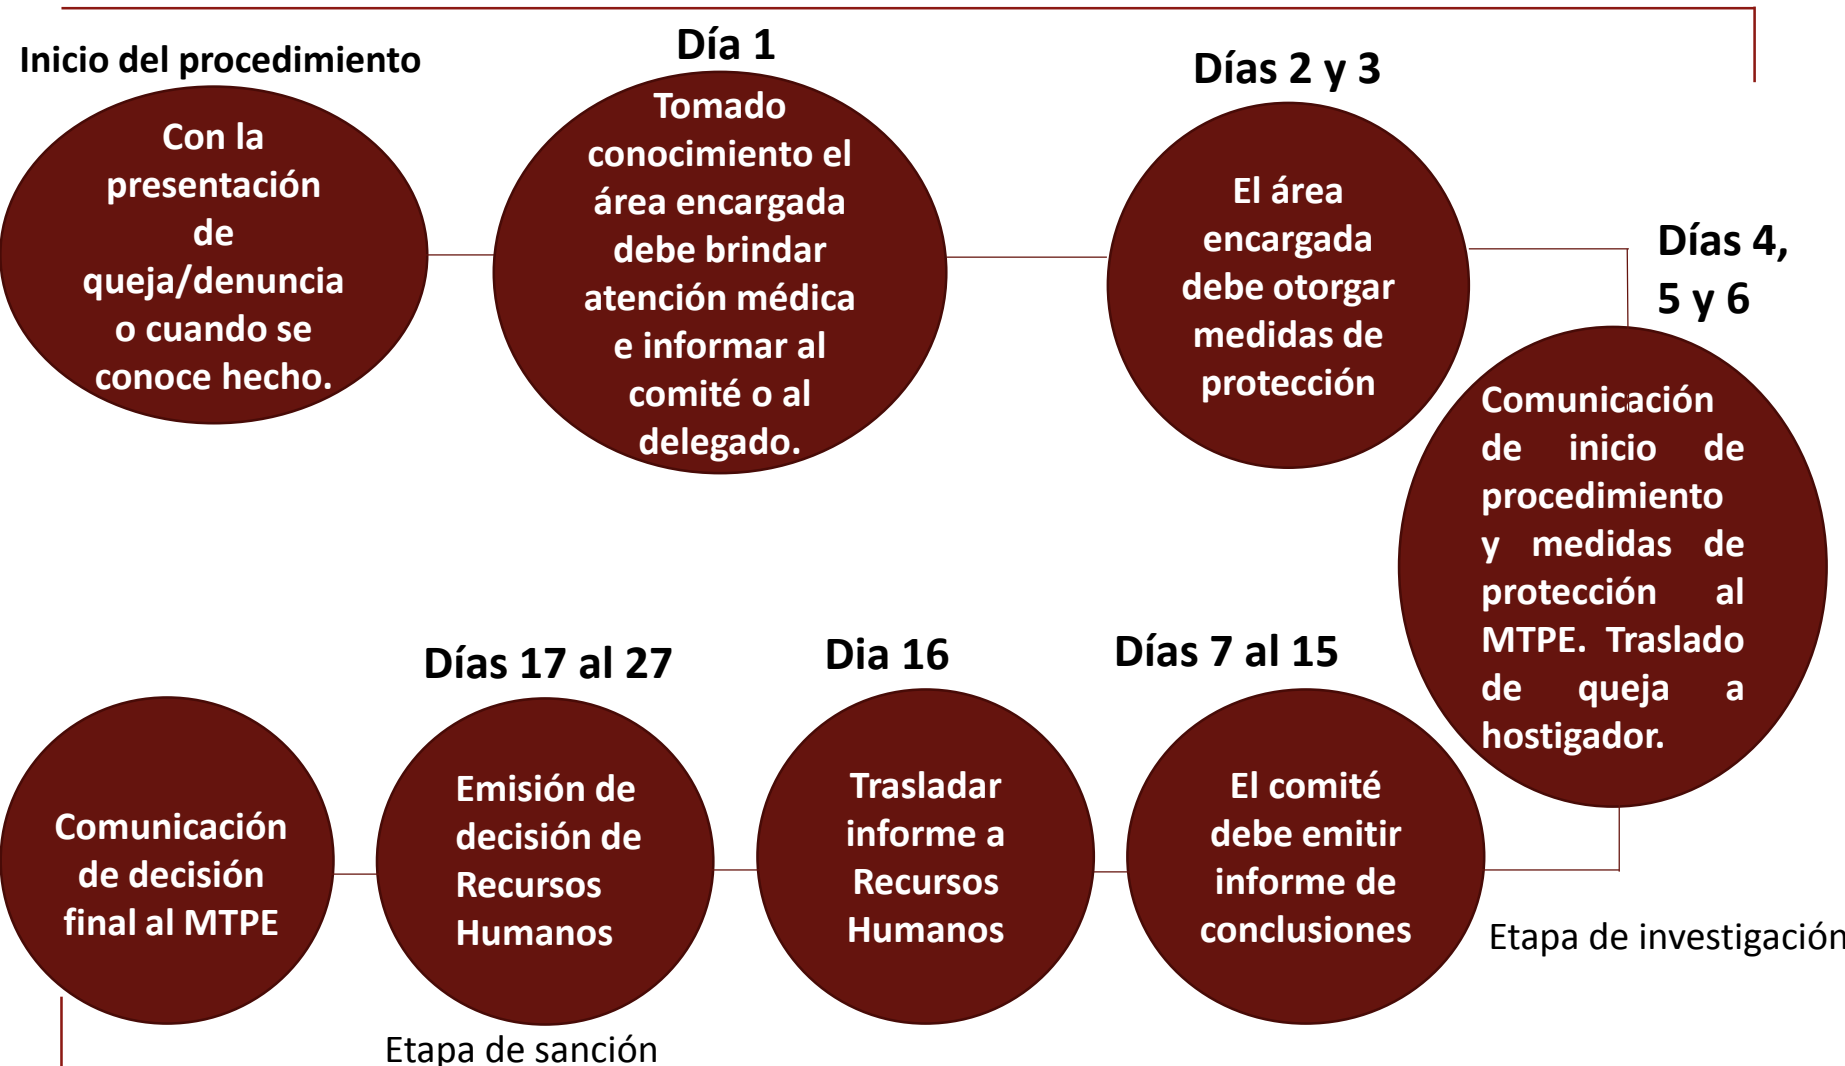 Inicio del procedimiento
Con la
presentación
de
queja/denuncia
o cuando se
conoce hecho.
Día 1
Tomado
conocimiento el
área encargada
debe brindar
atención médica
e informar al
comité o al
delegado.
Días 2 y 3
El área
encargada
debe otorgar
medidas de
protección
Días 4,
5 y 6
Comunicación
de inicio de
procedimiento
y medidas de
protección al
MTPE. Traslado
de queja a
hostigador.
Días 7 al 15
El comité
debe emitir
informe de
conclusiones
Etapa de investigación
Dia 16
Trasladar
informe a
Recursos
Humanos
Días 17 al 27
Emisión de
decisión de
Recursos
Humanos
Etapa de sanción
Comunicación
de decisión
final al MTPE